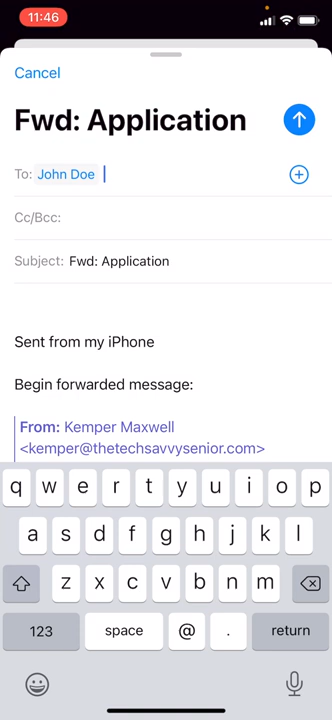 11:46
Cancel
Fwd: Application
To: John Doe
Cc/Bcc:
Subject: Fwd: Application
Sent from my iPhone
Begin forwarded message:
From: Kemper Maxwell
<kemper@thetechsavvysenior.com>
q w e r t y u i o p
a s d f g h j k l
z x c v b n m
123 space @ . return